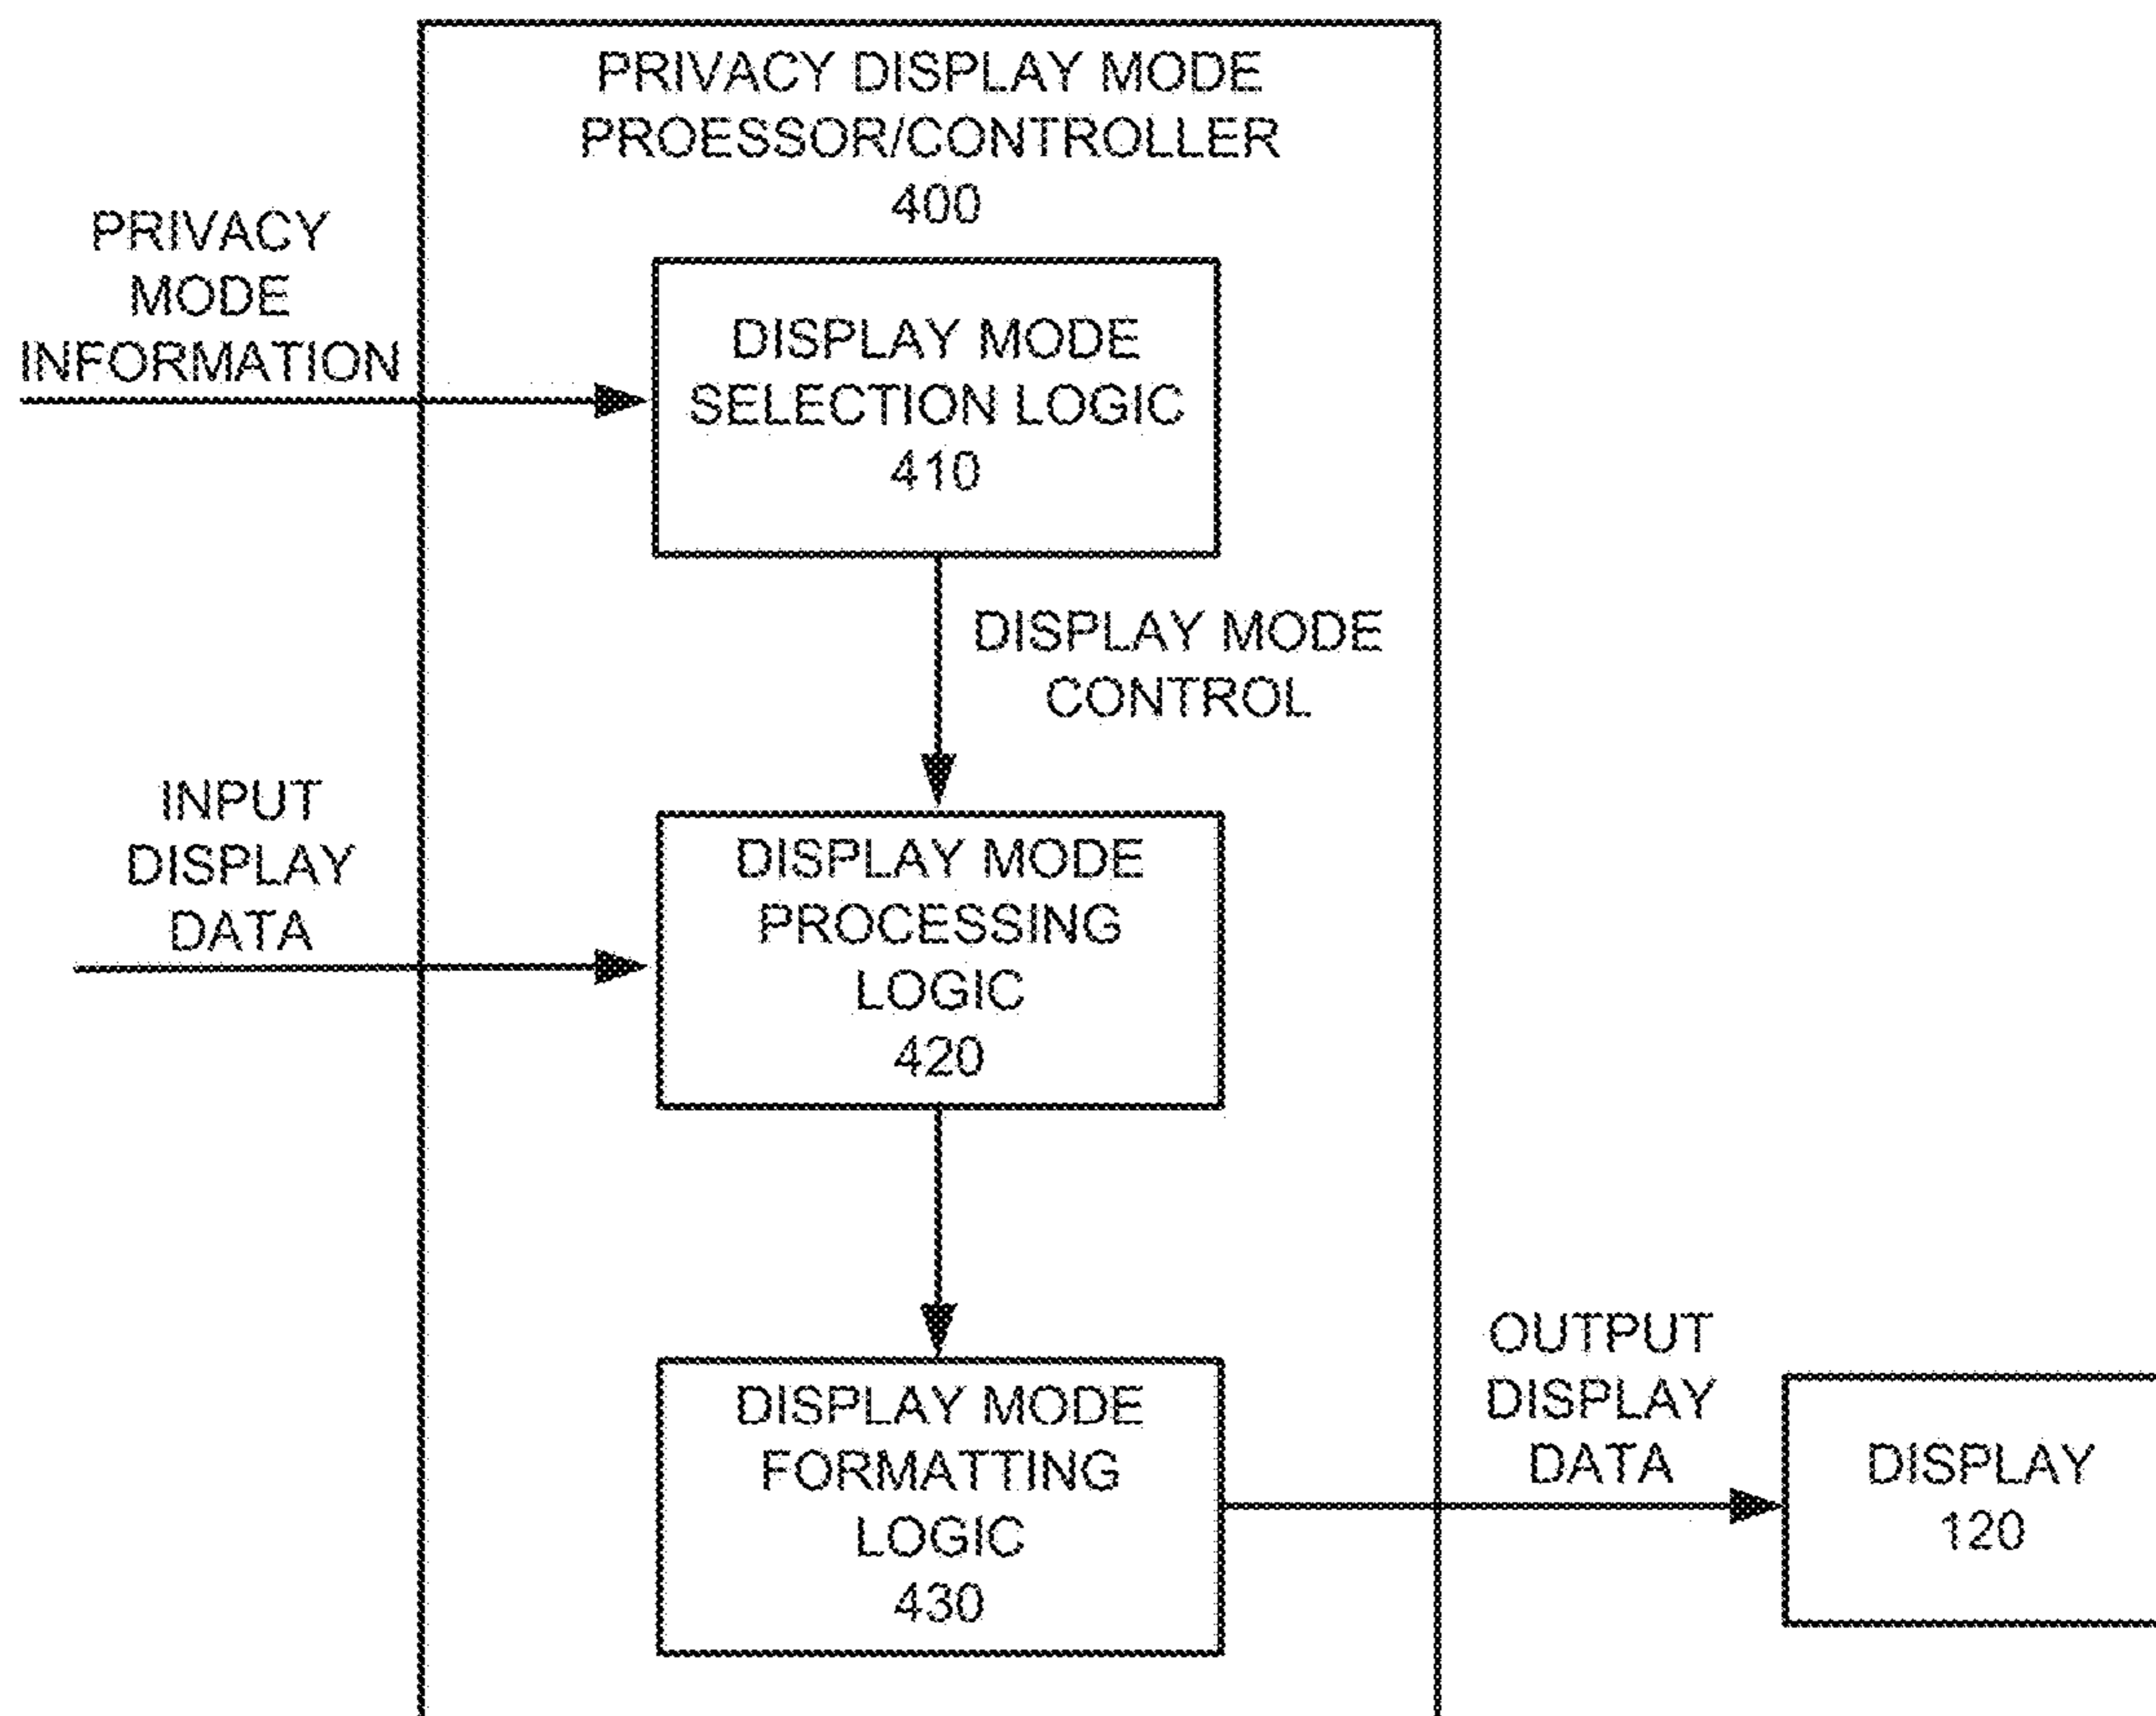 PRIVACY DISPLAY MODE
PROESSOR/CONTROLLER
400
PRIVACY
MODE
INFORMATION
DISPLAY MODE
SELECTION LOGIC
410
DISPLAY MODE
CONTROL
INPUT
DISPLAY
DATA
DISPLAY MODE
PROCESSING
LOGIC
420
DISPLAY MODE
FORMATTING
LOGIC
430
OUTPUT
DISPLAY
DATA
DISPLAY
120